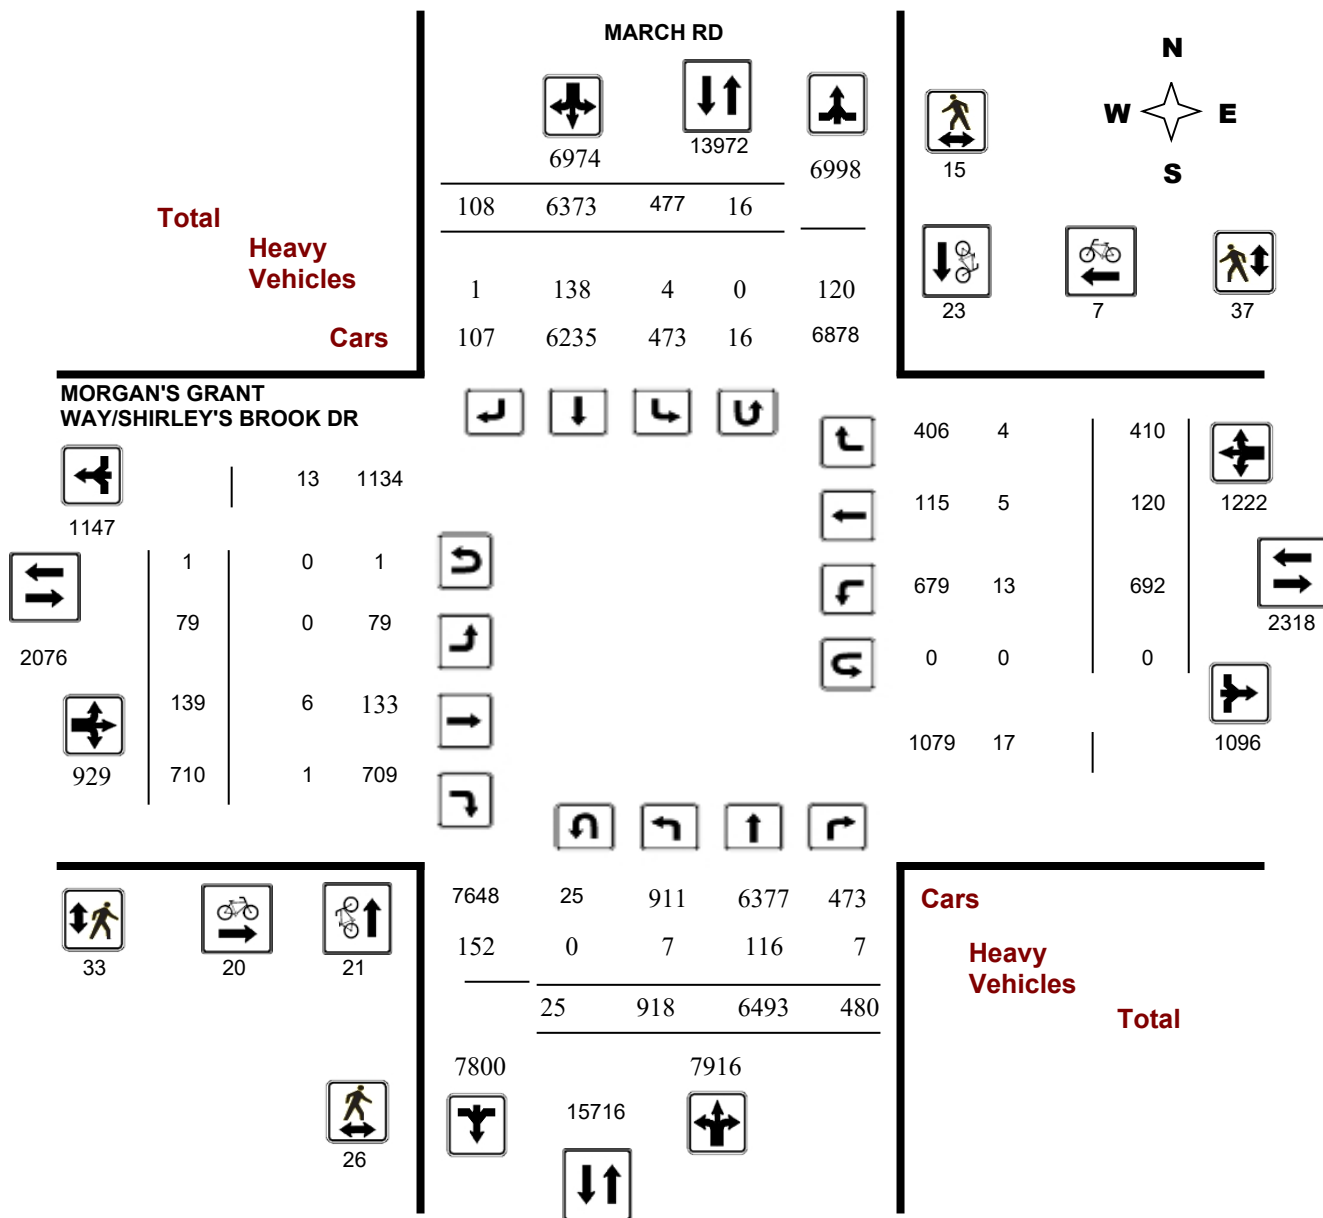 MARCH RD
N
W E
S
6974 13972 6998 15
108 6373 477 16
Total
Heavy
Vehicles
1 138 4 0 120
23 7 37
Cars 107 6235 473 16 6878
MORGAN'S GRANT
WAY/SHIRLEY'S BROOK DR
406 4 410
13 1134
115 5 120 1222
1147
1 0 1
679 13 692
79 0 79
2318
2076
0 0 0
139 6 133
1079 17 1096
929 710 1 709
7648 25 911 6377 473 Cars
152 0 7 116 7 Heavy
Vehicles
33 20 21
25 918 6493 480 Total
7800 7916
15716
26